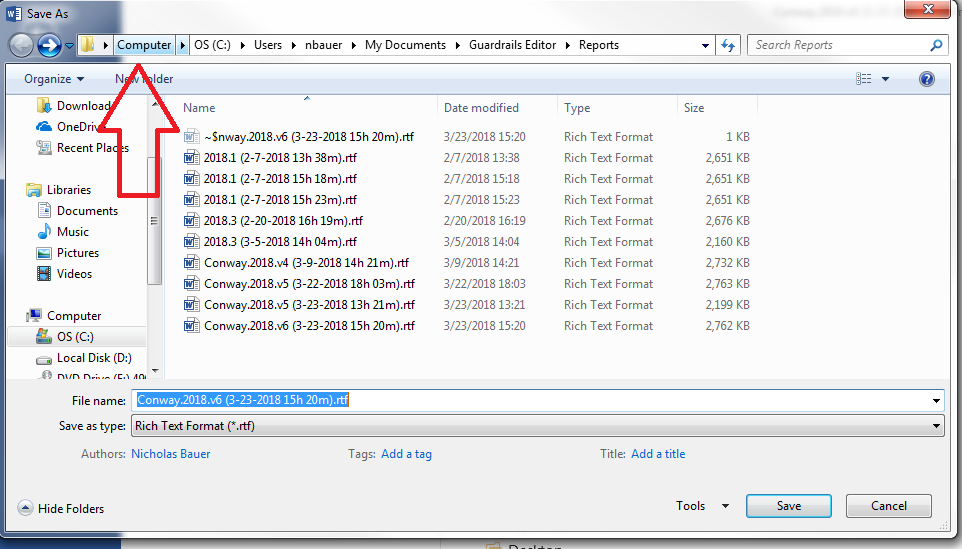 Save As
Computer OS (C:) Users nbauer My Documents Guardrails Editor Reports Search Reports
Organize New folder
Downloads
OneDrive
Recent Places
Libraries
Documents
Music
Pictures
Videos
Computer
OS (C:)
Local Disk (D:)
Name Date modified Type Size
~$nway.2018.v6 (3-23-2018 15h 20m).rtf 3/23/2018 15:20 Rich Text Format 1 KB
2018.1 (2-7-2018 13h 38m).rtf 2/7/2018 13:38 Rich Text Format 2,651 KB
2018.1 (2-7-2018 15h 18m).rtf 2/7/2018 15:18 Rich Text Format 2,651 KB
2018.1 (2-7-2018 15h 23m).rtf 2/7/2018 15:23 Rich Text Format 2,651 KB
2018.3 (2-20-2018 16h 19m).rtf 2/20/2018 16:19 Rich Text Format 2,676 KB
2018.3 (3-5-2018 14h 04m).rtf 3/5/2018 14:04 Rich Text Format 2,160 KB
Conway.2018.v4 (3-9-2018 14h 21m).rtf 3/9/2018 14:21 Rich Text Format 2,732 KB
Conway.2018.v5 (3-22-2018 18h 03m).rtf 3/22/2018 18:03 Rich Text Format 2,763 KB
Conway.2018.v5 (3-23-2018 13h 21m).rtf 3/23/2018 13:21 Rich Text Format 2,199 KB
Conway.2018.v6 (3-23-2018 15h 20m).rtf 3/23/2018 15:20 Rich Text Format 2,762 KB
File name: Conway.2018.v6 (3-23-2018 15h 20m).rtf
Save as type: Rich Text Format (*.rtf)
Authors: Nicholas Bauer Tags: Add a tag Title: Add a title
Hide Folders Tools Save Cancel